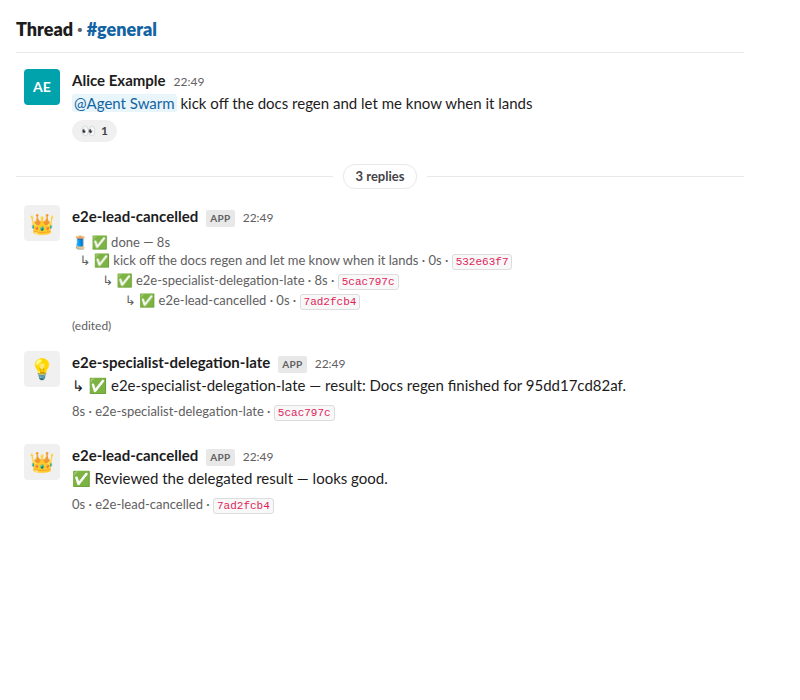 Thread • #general
AE
Alice Example 22:49
@Agent Swarm kick off the docs regen and let me know when it lands
👀 1
3 replies
e2e-lead-cancelled APP 22:49
🧵 ✅ done — 8s
↳ ✅ kick off the docs regen and let me know when it lands · 0s · 532e63f7
↳ ✅ e2e-specialist-delegation-late · 8s · 5cac797c
↳ ✅ e2e-lead-cancelled · 0s · 7ad2fcb4
(edited)
e2e-specialist-delegation-late APP 22:49
↳ ✅ e2e-specialist-delegation-late — result: Docs regen finished for 95dd17cd82af.
8s · e2e-specialist-delegation-late · 5cac797c
e2e-lead-cancelled APP 22:49
✅ Reviewed the delegated result — looks good.
0s · e2e-lead-cancelled · 7ad2fcb4